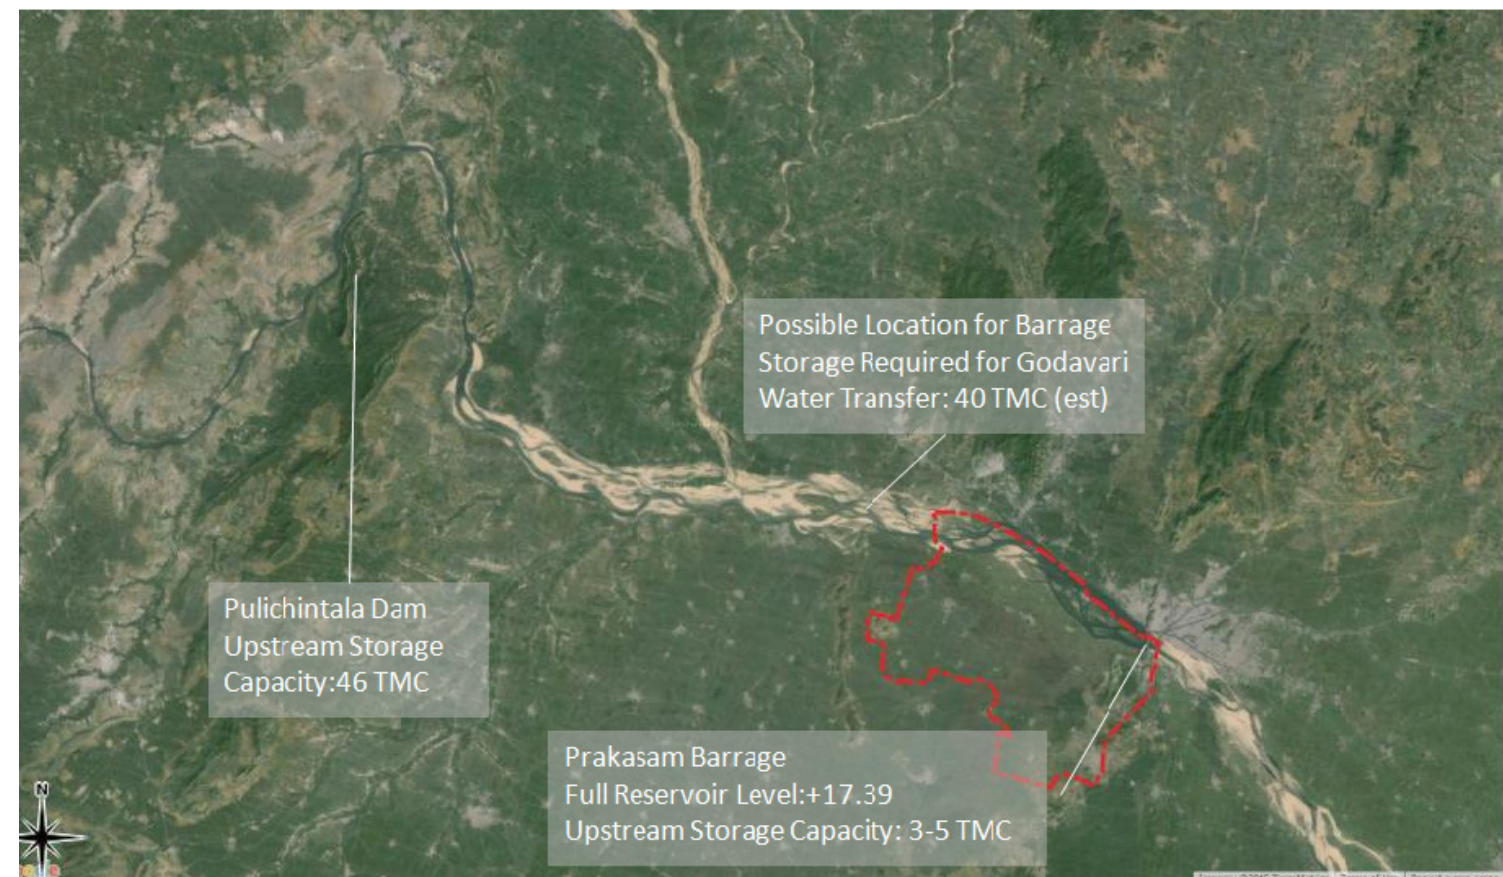 Possible Location for Barrage
Storage Required for Godavari
Water Transfer: 40 TMC (est)
Pulichintala Dam
Upstream Storage
Capacity:46 TMC
Prakasam Barrage
Full Reservoir Level:+17.39
Upstream Storage Capacity: 3-5 TMC
N